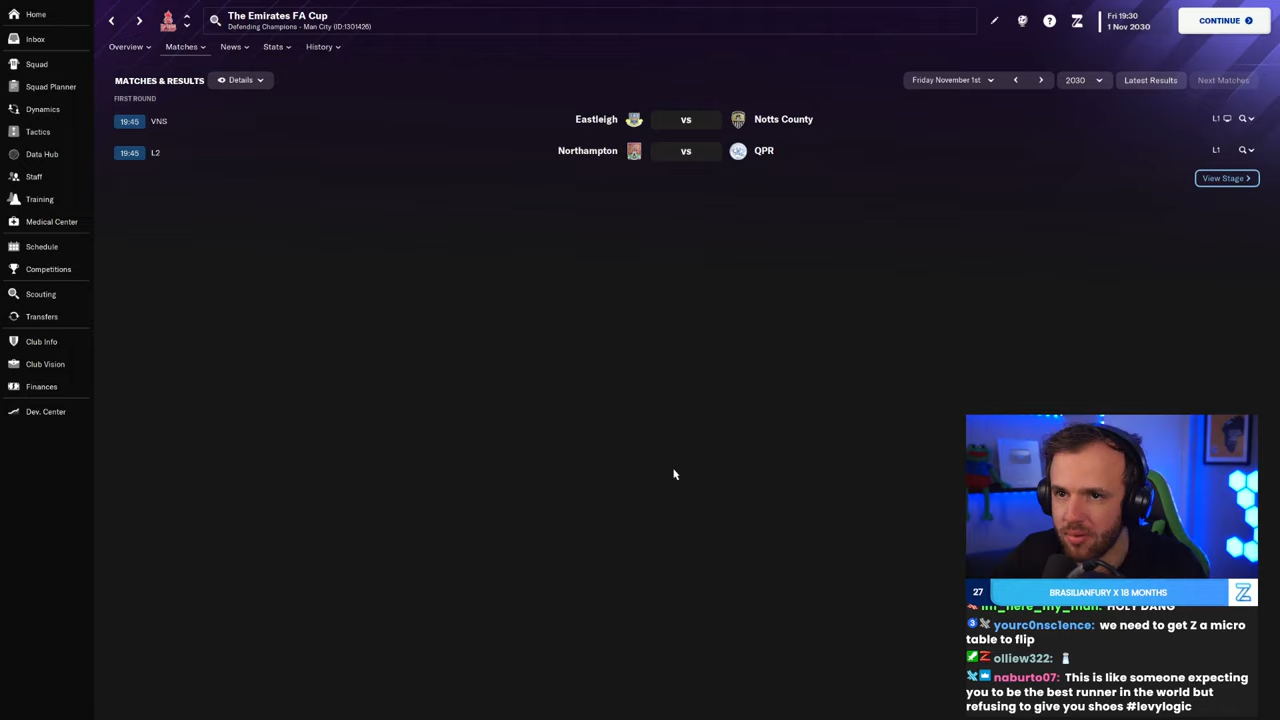 Home
Inbox
Squad
Squad Planner
Dynamics
Tactics
Data Hub
Staff
Training
Medical Center
Schedule
Competitions
Scouting
Transfers
Club Info
Club Vision
Finances
Dev. Center
The Emirates FA Cup
Defending Champions - Man City (ID:1301426)
Fri 19:30
1 Nov 2030
CONTINUE
Overview
Matches
News
Stats
History
MATCHES & RESULTS
Details
Friday November 1st
2030
Latest Results
Next Matches
FIRST ROUND
19:45 VNS Eastleigh vs Notts County L1
19:45 L2 Northampton vs QPR L1
View Stage
27 BRASILIANFURY X 18 MONTHS
im_here_my_man: HOLY DANG
yourc0nsc1ence: we need to get Z a micro
table to flip
olliew322:
naburto07: This is like someone expecting
you to be the best runner in the world but
refusing to give you shoes #levylogic